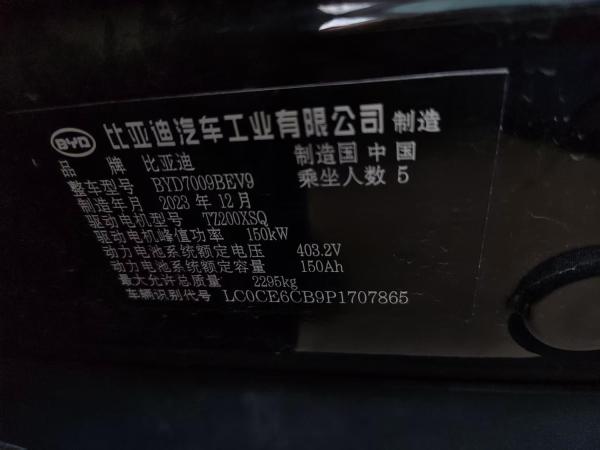 BYD 比亚迪汽车工业有限公司 制造
品牌 比亚迪 制造国 中国
整车型号 BYD7009BEV9 乘坐人数 5
制造年月 2023 年 12 月
驱动电机型号 TZ200XSQ
驱动电机峰值功率 150kW
动力电池系统额定电压 403.2V
动力电池系统额定容量 150Ah
最大允许总质量 2295kg
车辆识别代号 LC0CE6CB9P1707865